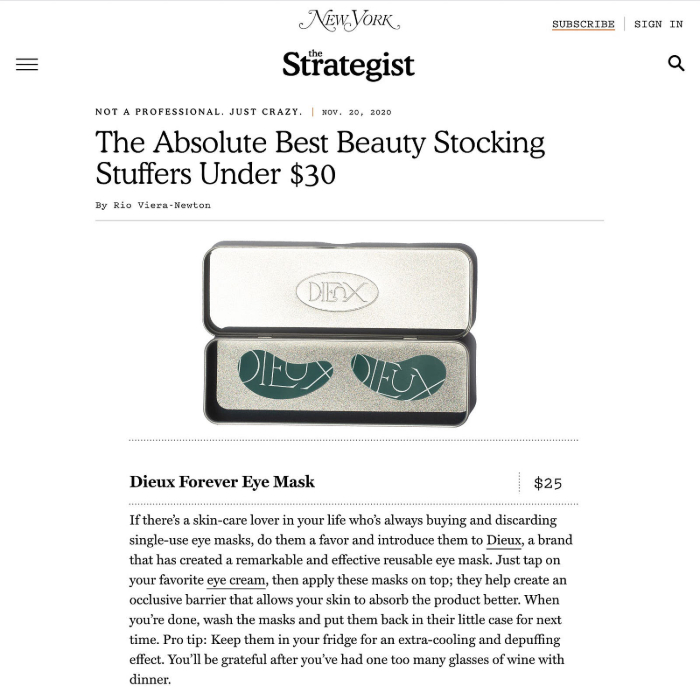 NEW YORK
SUBSCRIBE | SIGN IN
the
Strategist
NOT A PROFESSIONAL. JUST CRAZY. | NOV. 20, 2020
The Absolute Best Beauty Stocking
Stuffers Under $30
By Rio Viera-Newton
DIEUX
DIEUX DIEUX
Dieux Forever Eye Mask $25
If there's a skin-care lover in your life who's always buying and discarding
single-use eye masks, do them a favor and introduce them to Dieux, a brand
that has created a remarkable and effective reusable eye mask. Just tap on
your favorite eye cream, then apply these masks on top; they help create an
occlusive barrier that allows your skin to absorb the product better. When
you're done, wash the masks and put them back in their little case for next
time. Pro tip: Keep them in your fridge for an extra-cooling and depuffing
effect. You'll be grateful after you've had one too many glasses of wine with
dinner.